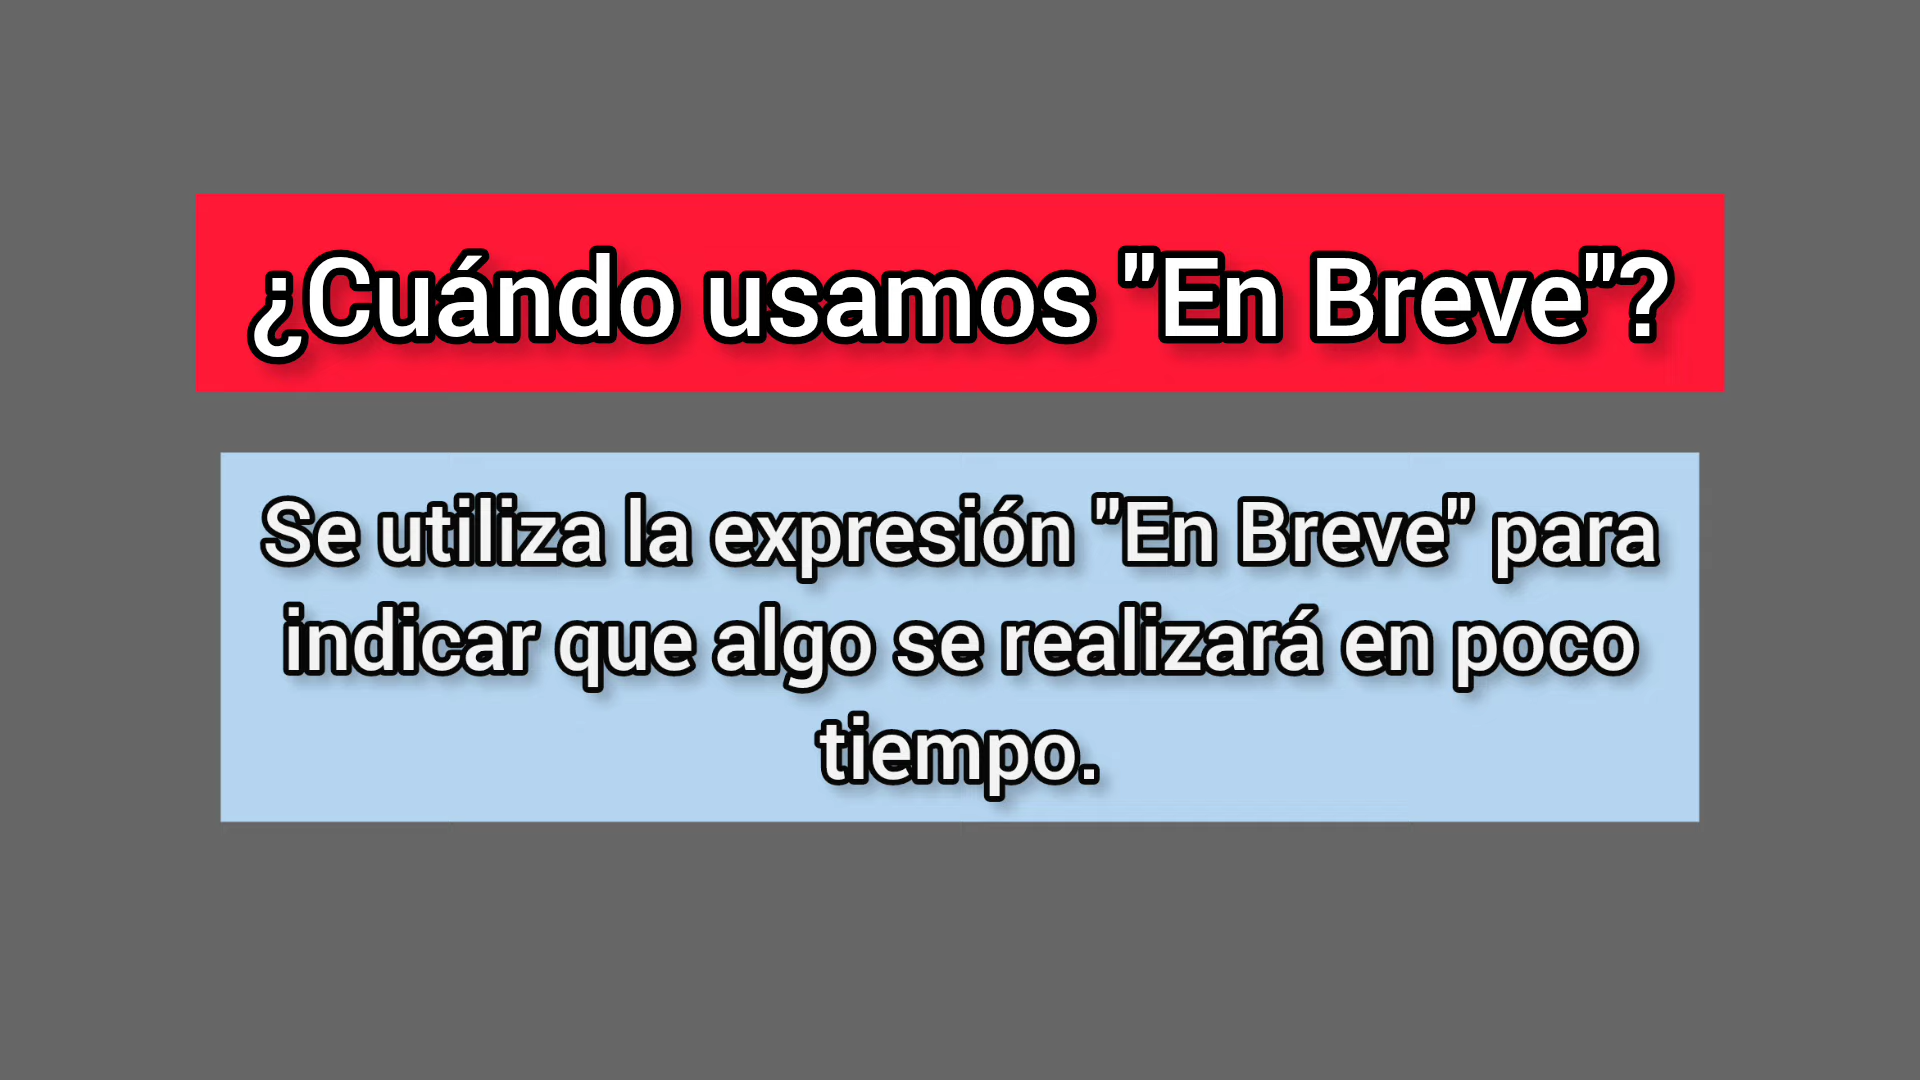 ¿Cuándo usamos "En Breve"?
Se utiliza la expresión "En Breve" para
indicar que algo se realizará en poco
tiempo.